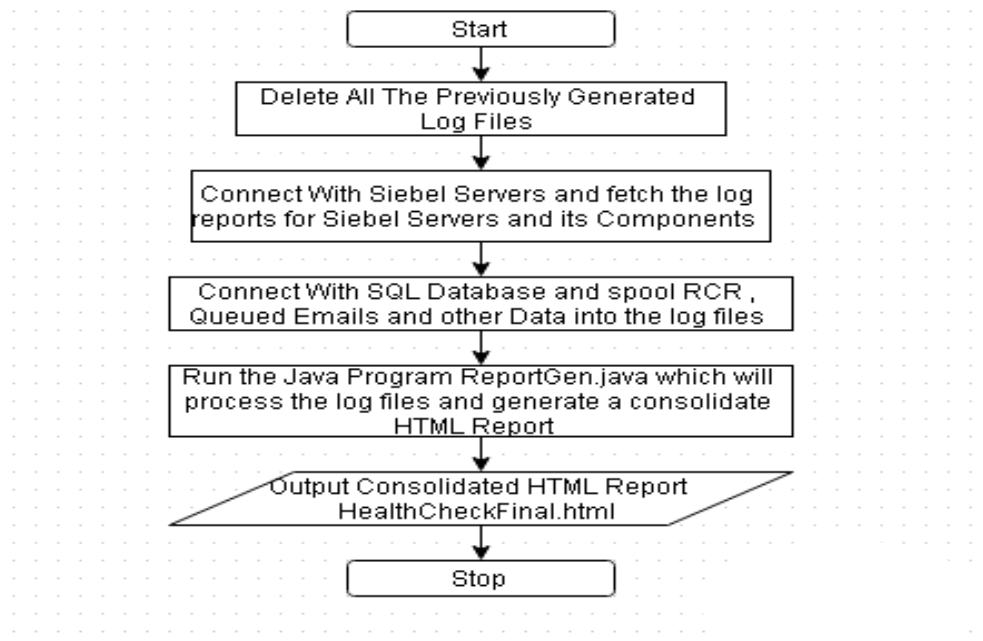 Start
Delete All The Previously Generated
Log Files
Connect With Siebel Servers and fetch the log
reports for Siebel Servers and its Components
Connect With SQL Database and spool RCR ,
Queued Emails and other Data into the log files
Run the Java Program ReportGen.java which will
process the log files and generate a consolidate
HTML Report
Output Consolidated HTML Report
HealthCheckFinal.html
Stop